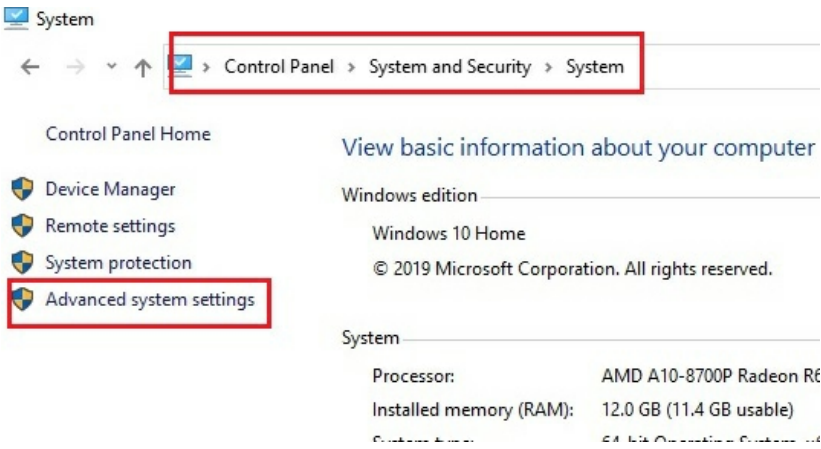 System
Control Panel > System and Security > System
Control Panel Home
View basic information about your computer
Device Manager
Windows edition
Remote settings
Windows 10 Home
System protection
© 2019 Microsoft Corporation. All rights reserved.
Advanced system settings
System
Processor: AMD A10-8700P Radeon R6
Installed memory (RAM): 12.0 GB (11.4 GB usable)